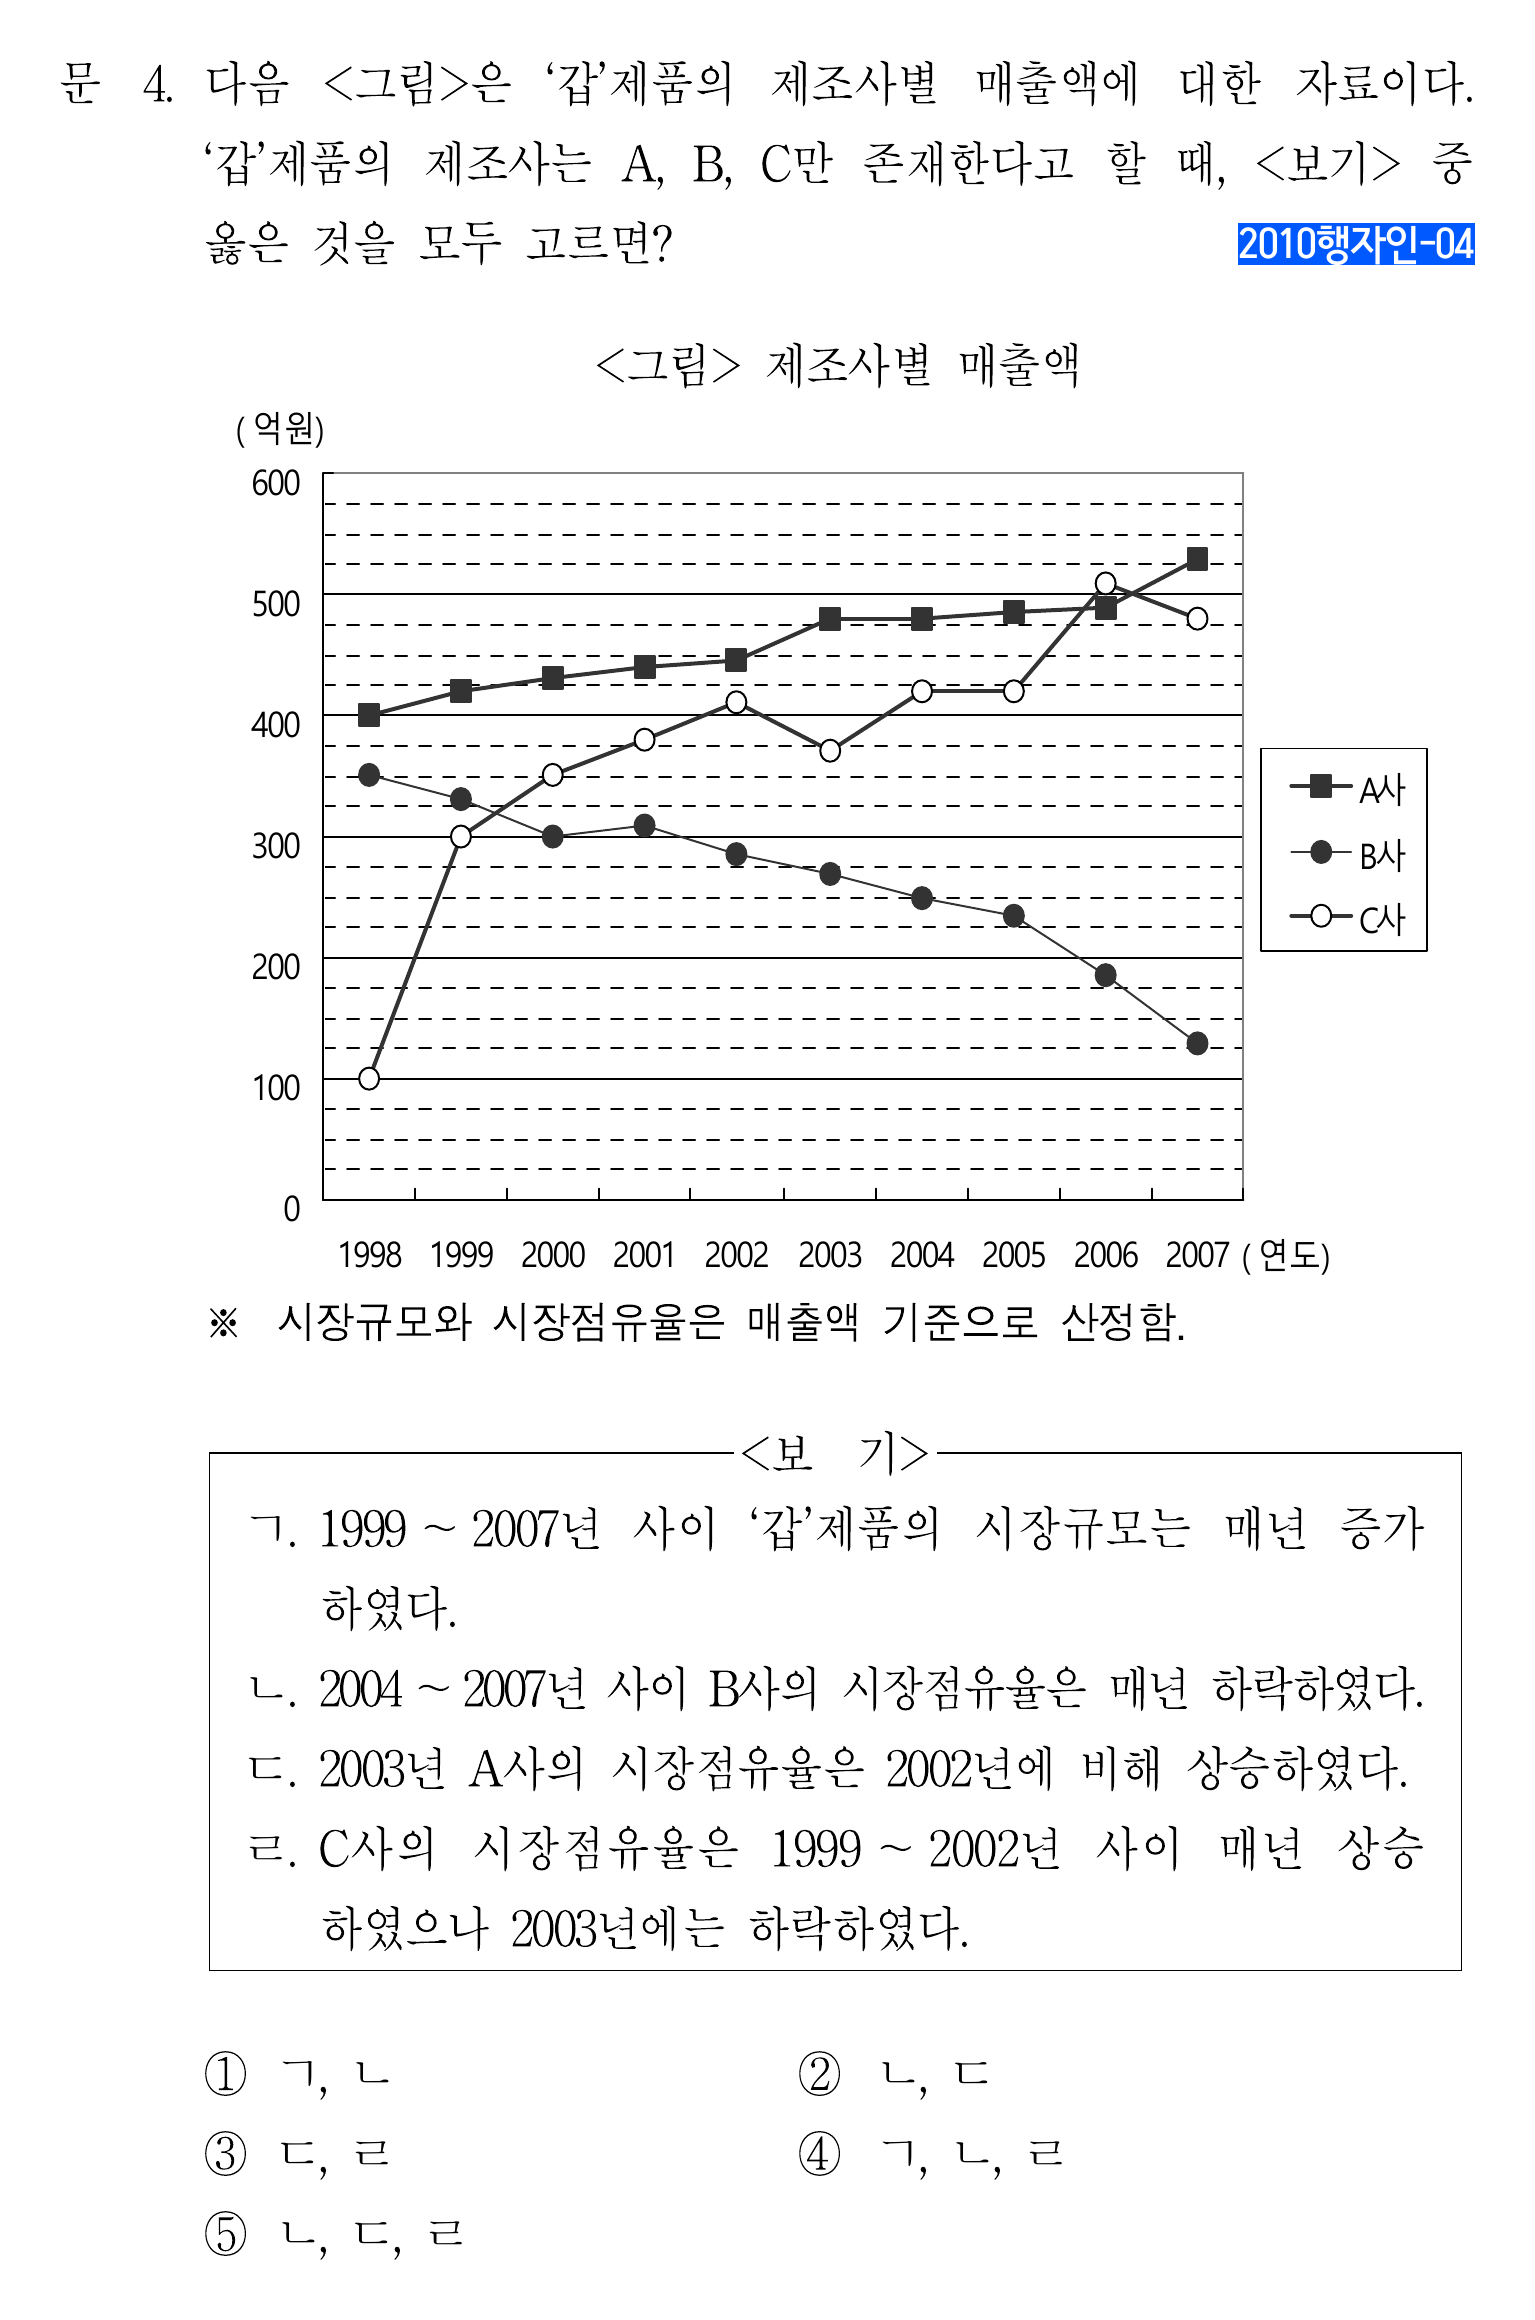 문 4. 다음 <그림>은 ‘갑’제품의 제조사별 매출액에 대한 자료이다.
‘갑’제품의 제조사는 A, B, C만 존재한다고 할 때, <보기> 중
옳은 것을 모두 고르면? 2010행자인-04
<그림> 제조사별 매출액
(억원)
600
500
400
300
200
100
0
A사
B사
C사
1998 1999 2000 2001 2002 2003 2004 2005 2006 2007 (연도)
※ 시장규모와 시장점유율은 매출액 기준으로 산정함.
<보 기>
ㄱ. 1999 ~ 2007년 사이 ‘갑’제품의 시장규모는 매년 증가
하였다.
ㄴ. 2004 ~ 2007년 사이 B사의 시장점유율은 매년 하락하였다.
ㄷ. 2003년 A사의 시장점유율은 2002년에 비해 상승하였다.
ㄹ. C사의 시장점유율은 1999 ~ 2002년 사이 매년 상승
하였으나 2003년에는 하락하였다.
① ㄱ, ㄴ ② ㄴ, ㄷ
③ ㄷ, ㄹ ④ ㄱ, ㄴ, ㄹ
⑤ ㄴ, ㄷ, ㄹ